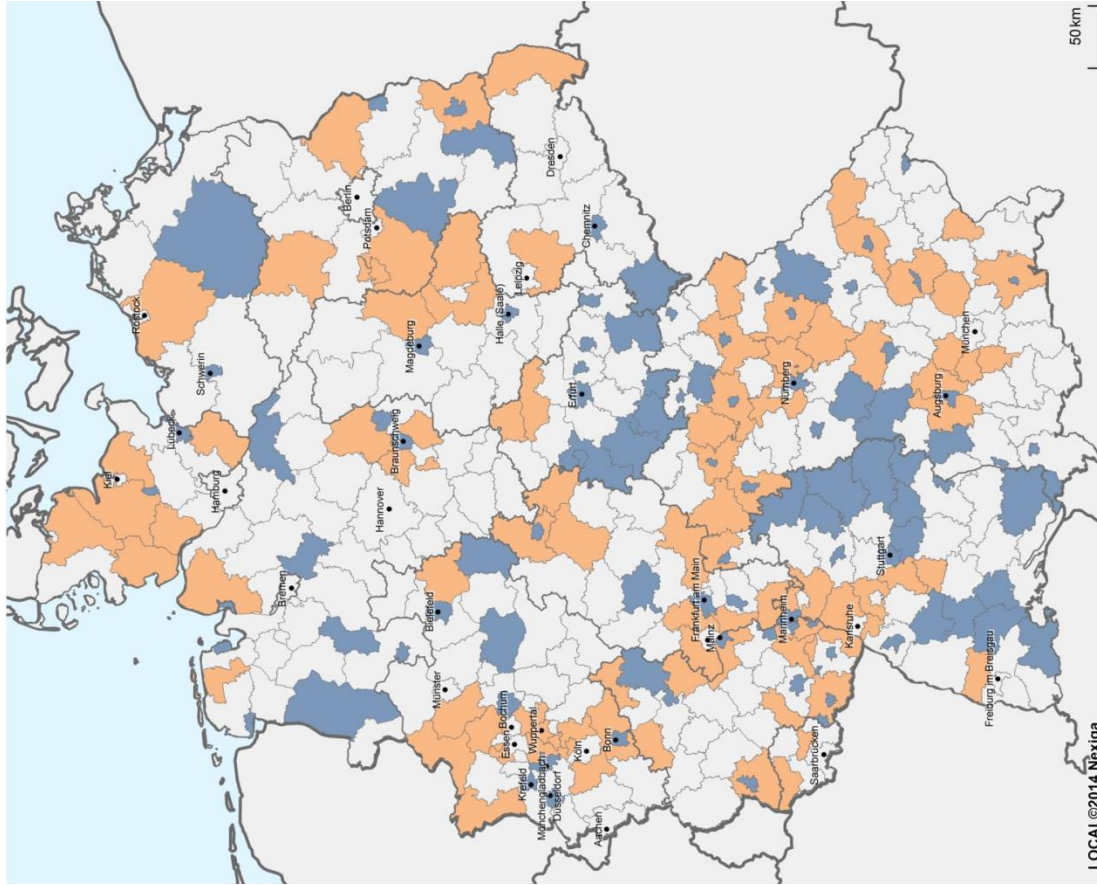 Kiel
Rostock
Lübeck
Schwerin
Hamburg
Bremen
Berlin
Potsdam
Hannover
Braunschweig
Magdeburg
Bielefeld
Münster
Bochum
Essen
Wuppertal
Krefeld
Mönchengladbach
Düsseldorf
Halle (Saale)
Leipzig
Dresden
Köln
Erfurt
Chemnitz
Aachen
Bonn
Frankfurt am Main
Mainz
Mannheim
Nürnberg
Saarbrücken
Karlsruhe
Stuttgart
Augsburg
München
Freiburg im Breisgau
50 km
LOCAL©2014 Nexiga